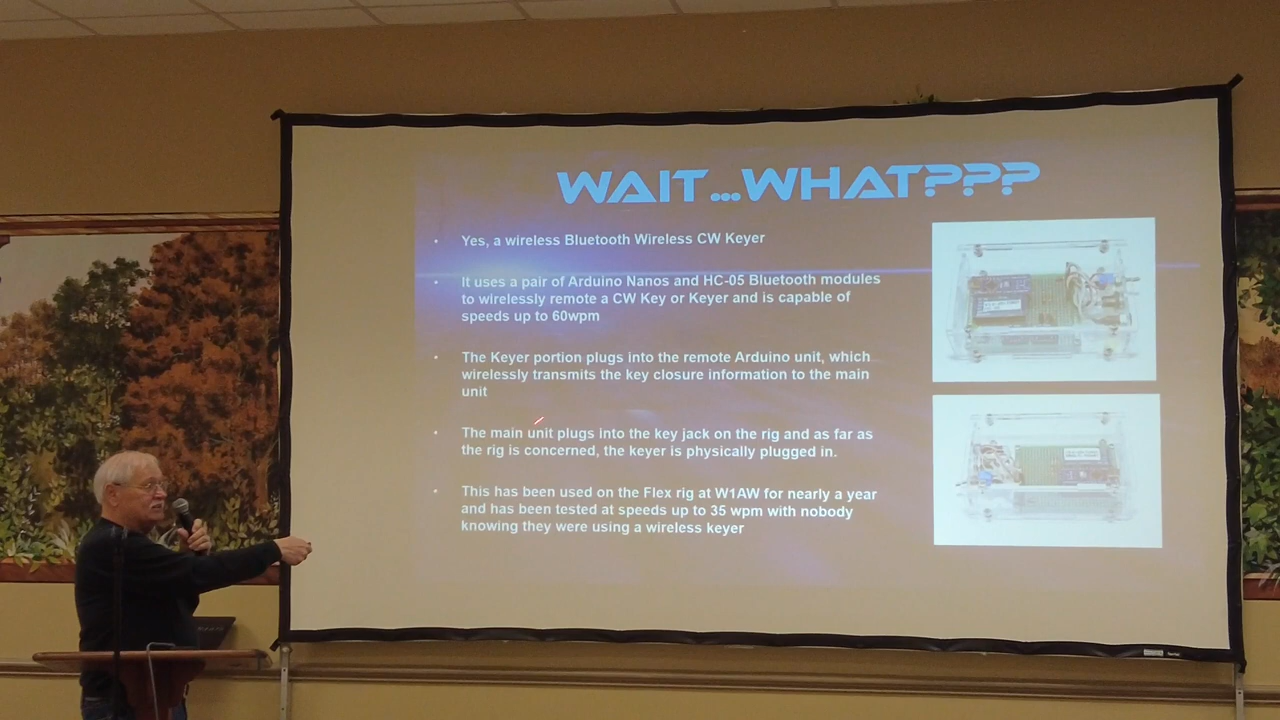 WAIT...WHAT???
• Yes, a wireless Bluetooth Wireless CW Keyer
• It uses a pair of Arduino Nanos and HC-05 Bluetooth modules
to wirelessly remote a CW Key or Keyer and is capable of
speeds up to 60wpm
• The Keyer portion plugs into the remote Arduino unit, which
wirelessly transmits the key closure information to the main
unit
• The main unit plugs into the key jack on the rig and as far as
the rig is concerned, the keyer is physically plugged in.
• This has been used on the Flex rig at W1AW for nearly a year
and has been tested at speeds up to 35 wpm with nobody
knowing they were using a wireless keyer